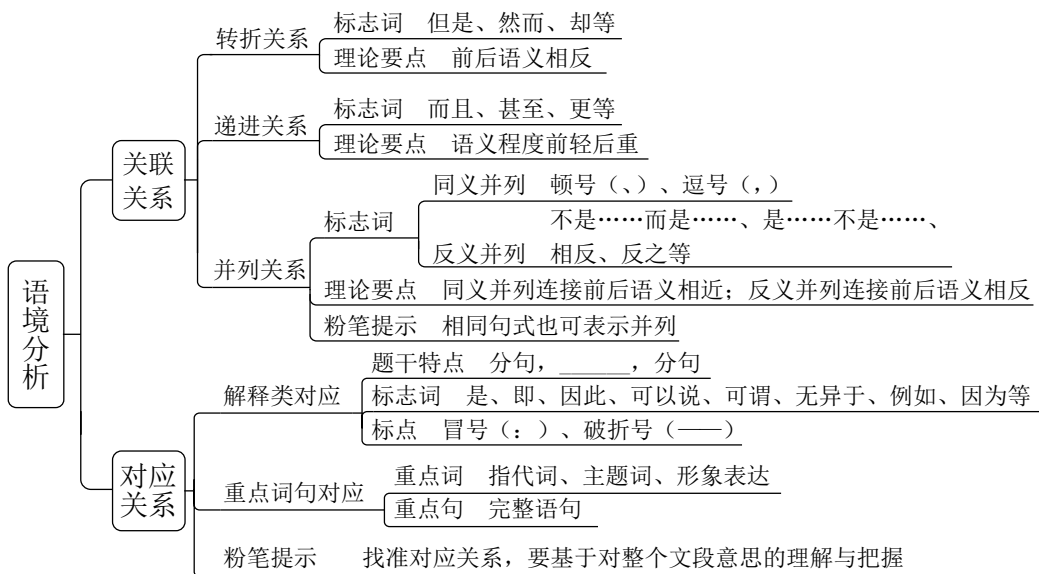 语境分析
关联关系
转折关系
标志词 但是、然而、却等
理论要点 前后语义相反
递进关系
标志词 而且、甚至、更等
理论要点 语义程度前轻后重
并列关系
标志词
同义并列 顿号（、）、逗号（，）
反义并列
不是……而是……、是……不是……、
相反、反之等
理论要点 同义并列连接前后语义相近；反义并列连接前后语义相反
粉笔提示 相同句式也可表示并列
对应关系
解释类对应
题干特点 分句，______，分句
标志词 是、即、因此、可以说、可谓、无异于、例如、因为等
标点 冒号（：）、破折号（——）
重点词句对应
重点词 指代词、主题词、形象表达
重点句 完整语句
粉笔提示 找准对应关系，要基于对整个文段意思的理解与把握